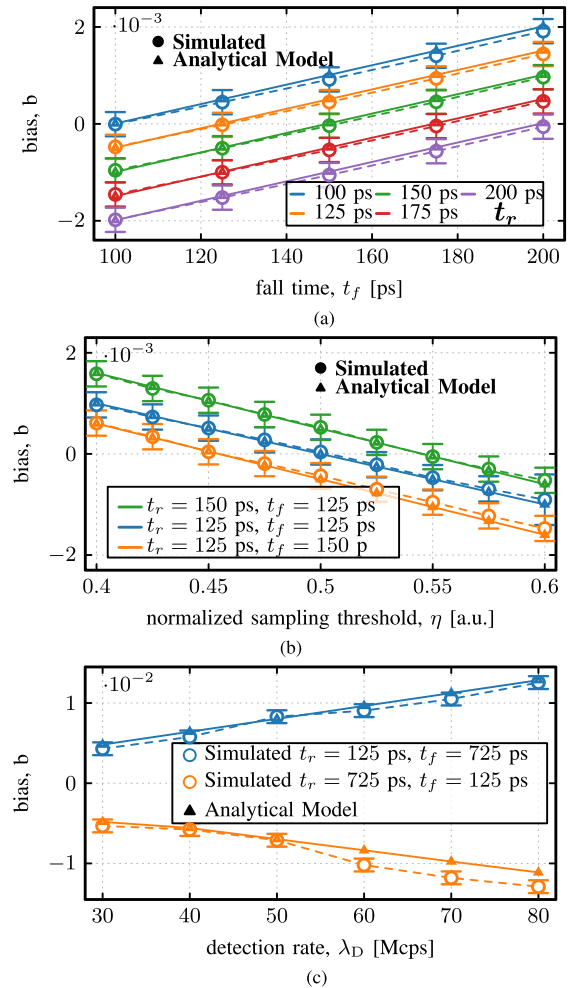 ·10⁻³
2
0
−2
bias, b
Simulated
Analytical Model
100 ps 150 ps 200 ps
125 ps 175 ps t_r
100 120 140 160 180 200
fall time, t_f [ps]
(a)
·10⁻³
2
0
−2
bias, b
Simulated
Analytical Model
t_r = 150 ps, t_f = 125 ps
t_r = 125 ps, t_f = 125 ps
t_r = 125 ps, t_f = 150 p
0.4 0.45 0.5 0.55 0.6
normalized sampling threshold, η [a.u.]
(b)
·10⁻²
1
0
−1
bias, b
Simulated t_r = 125 ps, t_f = 725 ps
Simulated t_r = 725 ps, t_f = 125 ps
Analytical Model
30 40 50 60 70 80
detection rate, λ_D [Mcps]
(c)